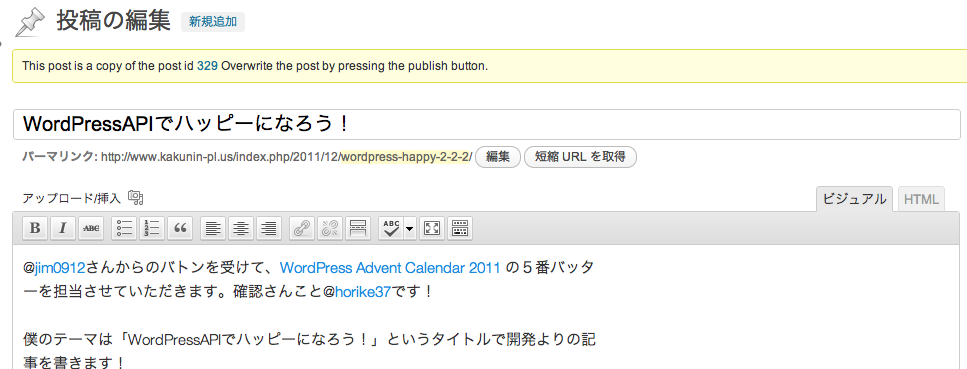 投稿の編集 新規追加
This post is a copy of the post id 329 Overwrite the post by pressing the publish button.
WordPressAPIでハッピーになろう！
パーマリンク: http://www.kakunin-pl.us/index.php/2011/12/wordpress-happy-2-2-2/ 編集 短縮 URL を取得
アップロード/挿入 ビジュアル HTML
B I ABC 1 2 3 “ ABC
@jim0912さんからのバトンを受けて、WordPress Advent Calendar 2011 の５番バッタ
ーを担当させていただきます。確認さんこと@horike37です！
僕のテーマは「WordPressAPIでハッピーになろう！」というタイトルで開発よりの記
事を書きます！